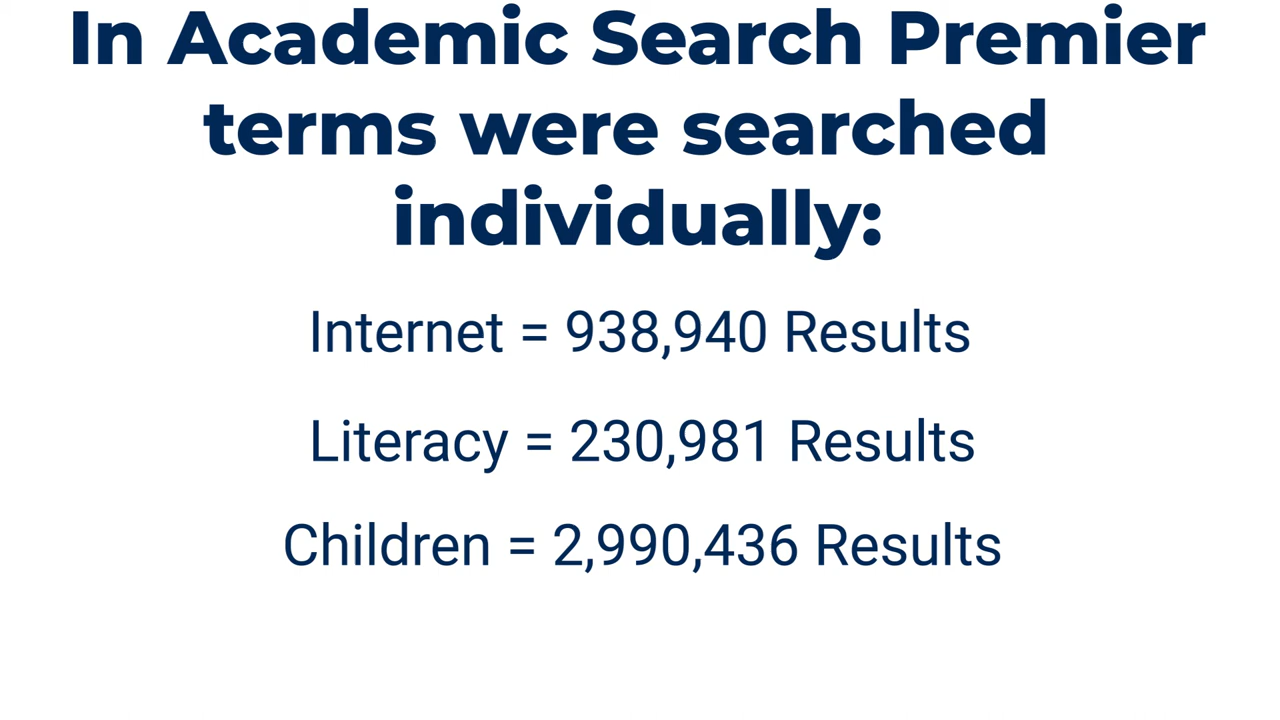 In Academic Search Premier
terms were searched
individually:
Internet = 938,940 Results
Literacy = 230,981 Results
Children = 2,990,436 Results